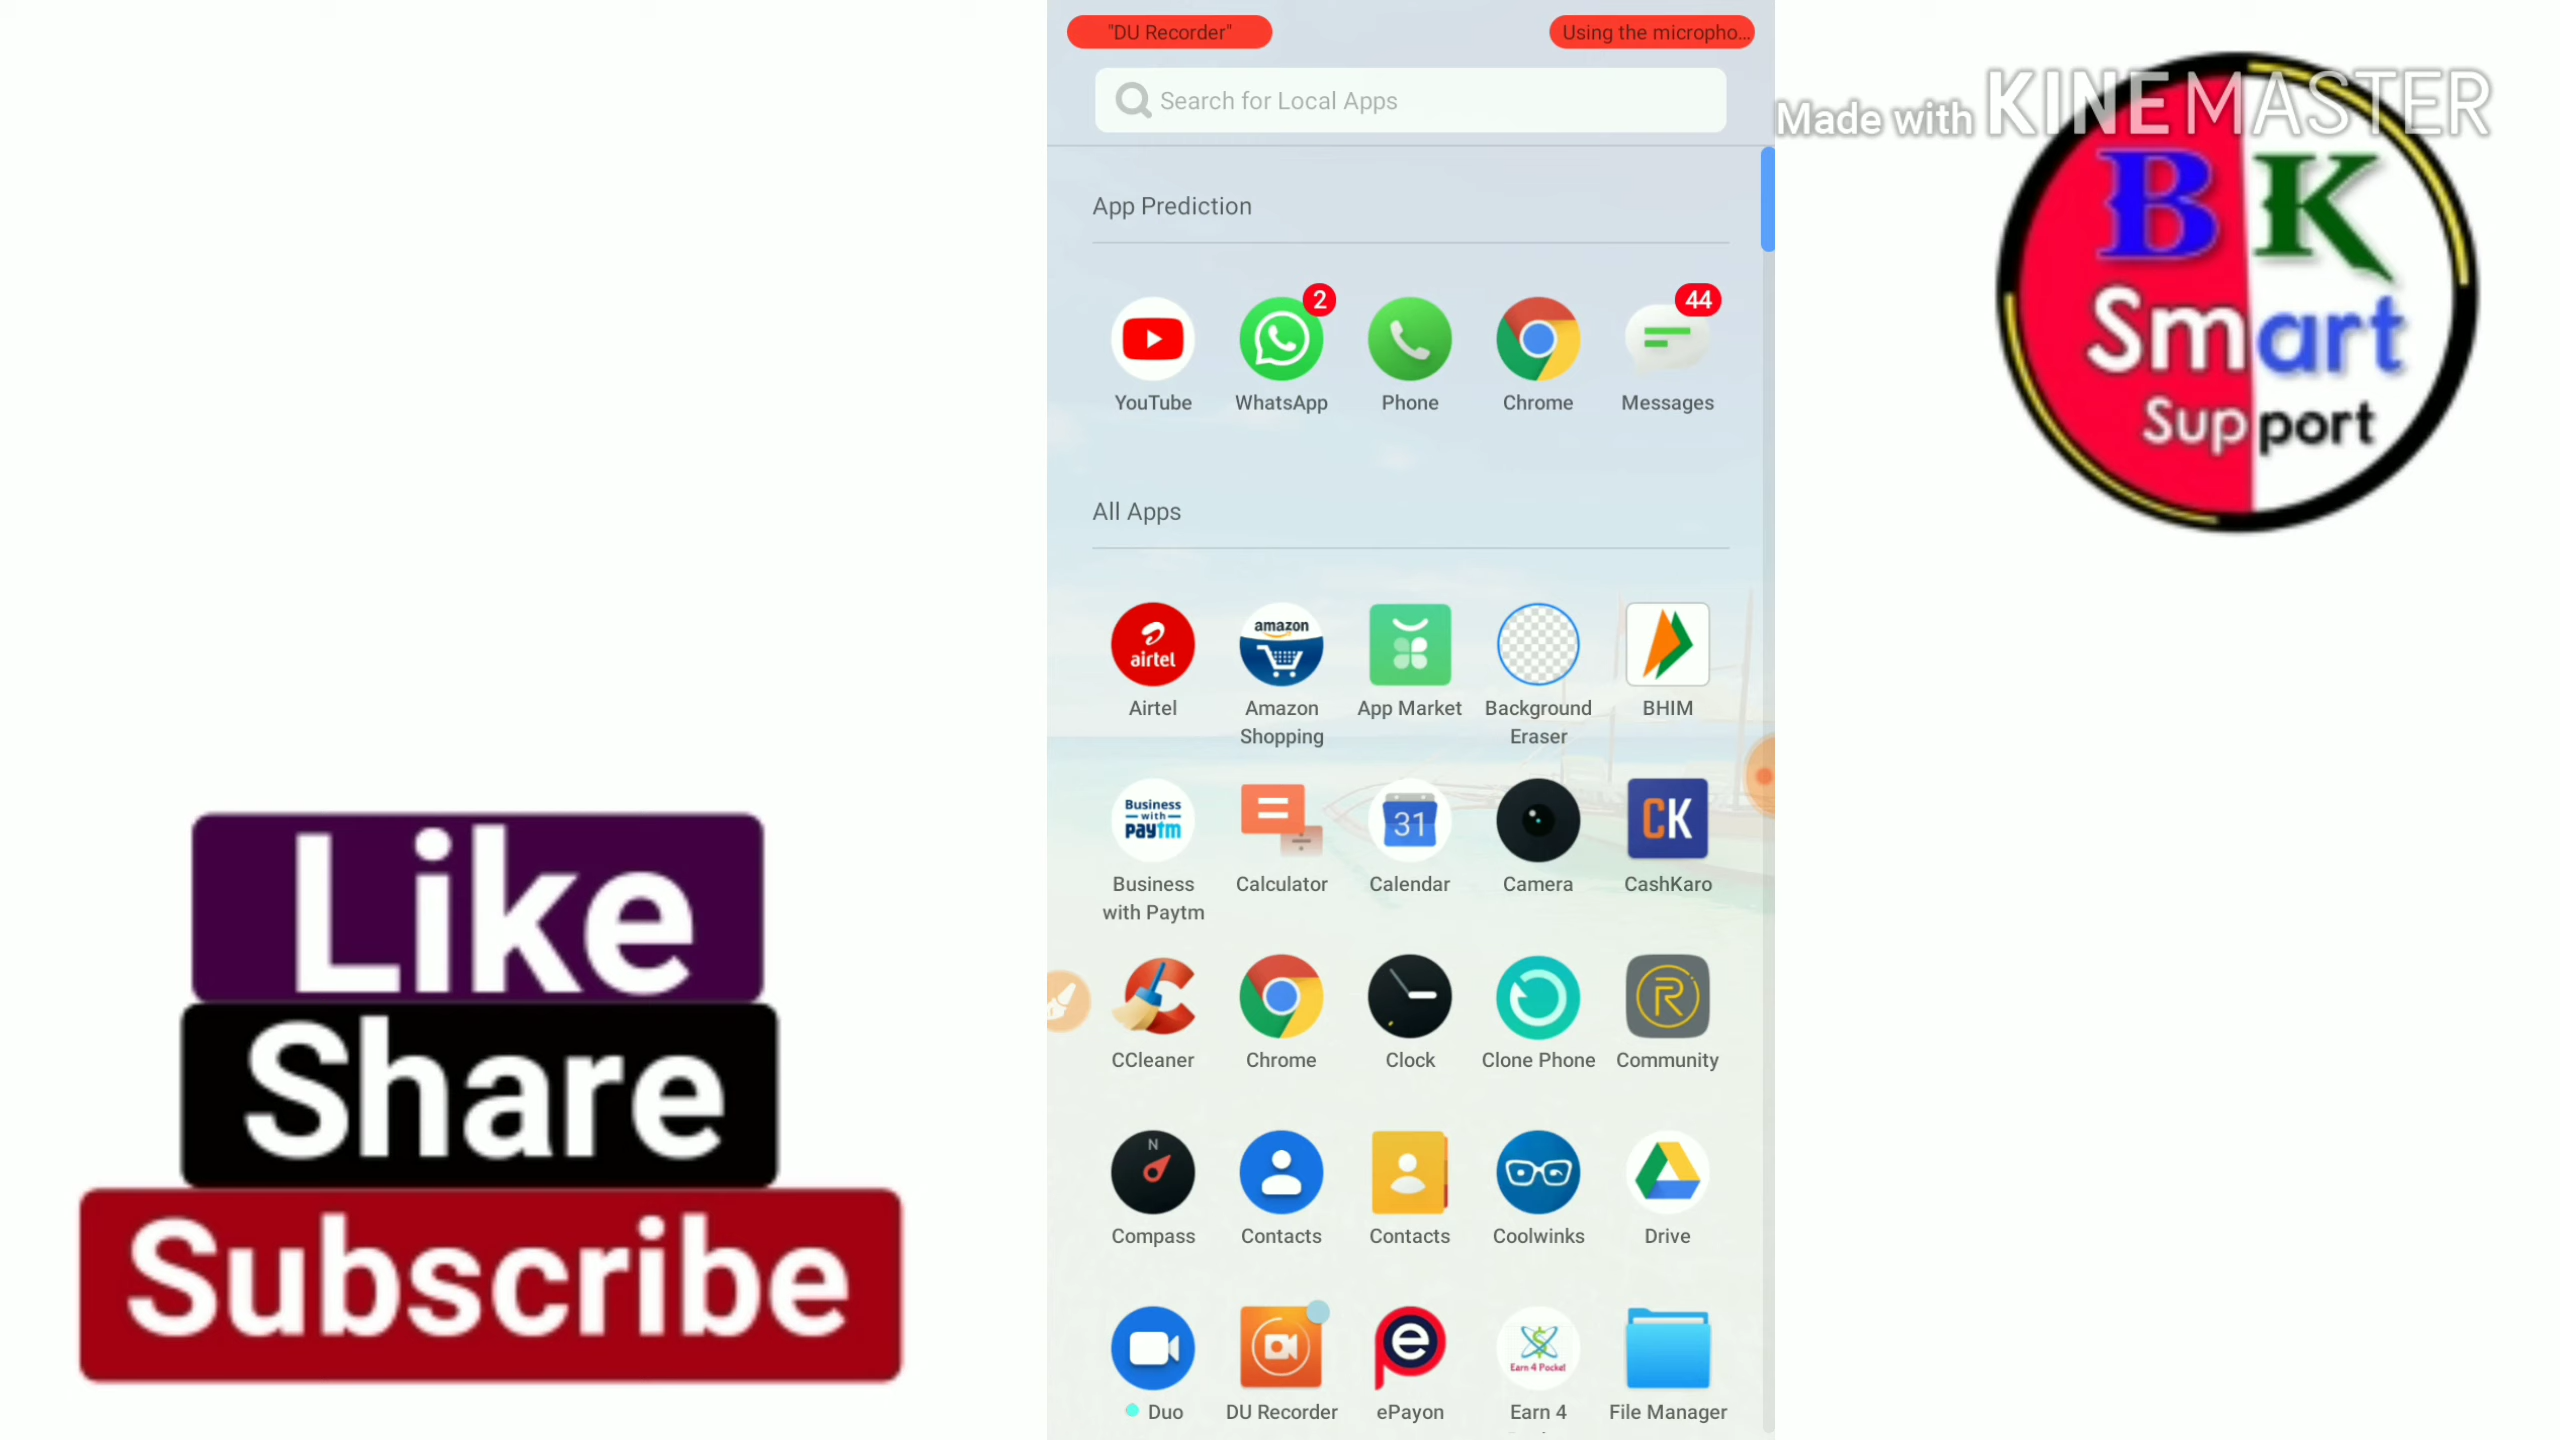 "DU Recorder"
Using the micropho...
Search for Local Apps
Made with KINEMASTER
BK
Smart
Support
App Prediction
2
44
YouTube
WhatsApp
Phone
Chrome
Messages
All Apps
airtel
amazon
Airtel
Amazon
Shopping
App Market
Background
Eraser
BHIM
Business
with
paytm
31
CK
Business
with Paytm
Calculator
Calendar
Camera
CashKaro
R
CCleaner
Chrome
Clock
Clone Phone
Community
N
Compass
Contacts
Contacts
Coolwinks
Drive
e
Earn 4 Pocket
Duo
DU Recorder
ePayon
Earn 4
File Manager
Like
Share
Subscribe